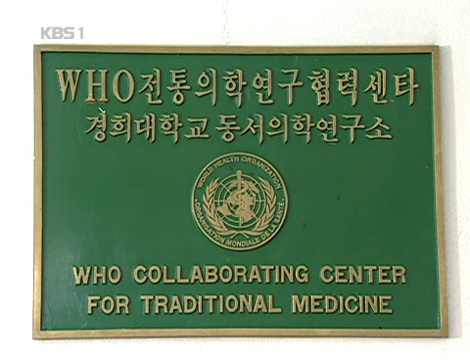 KBS 1
WHO전통의학연구협력센타
경희대학교 동서의학연구소
WORLD HEALTH ORGANIZATION
ORGANISATION MONDIALE DE LA SANTÉ
WHO COLLABORATING CENTER
FOR TRADITIONAL MEDICINE